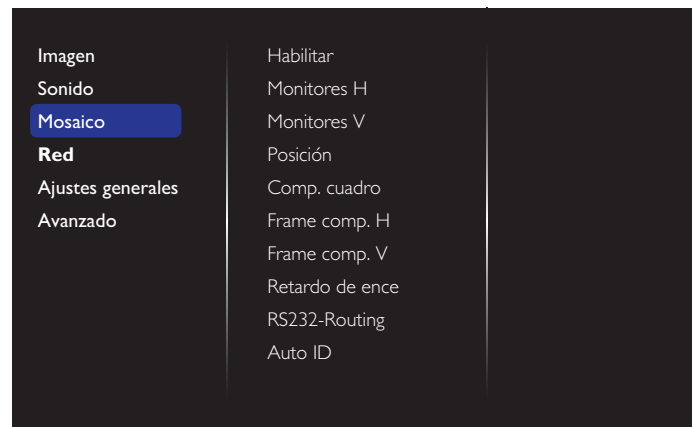 Imagen
Sonido
Mosaico
Red
Ajustes generales
Avanzado
Habilitar
Monitores H
Monitores V
Posición
Comp. cuadro
Frame comp. H
Frame comp. V
Retardo de ence
RS232-Routing
Auto ID